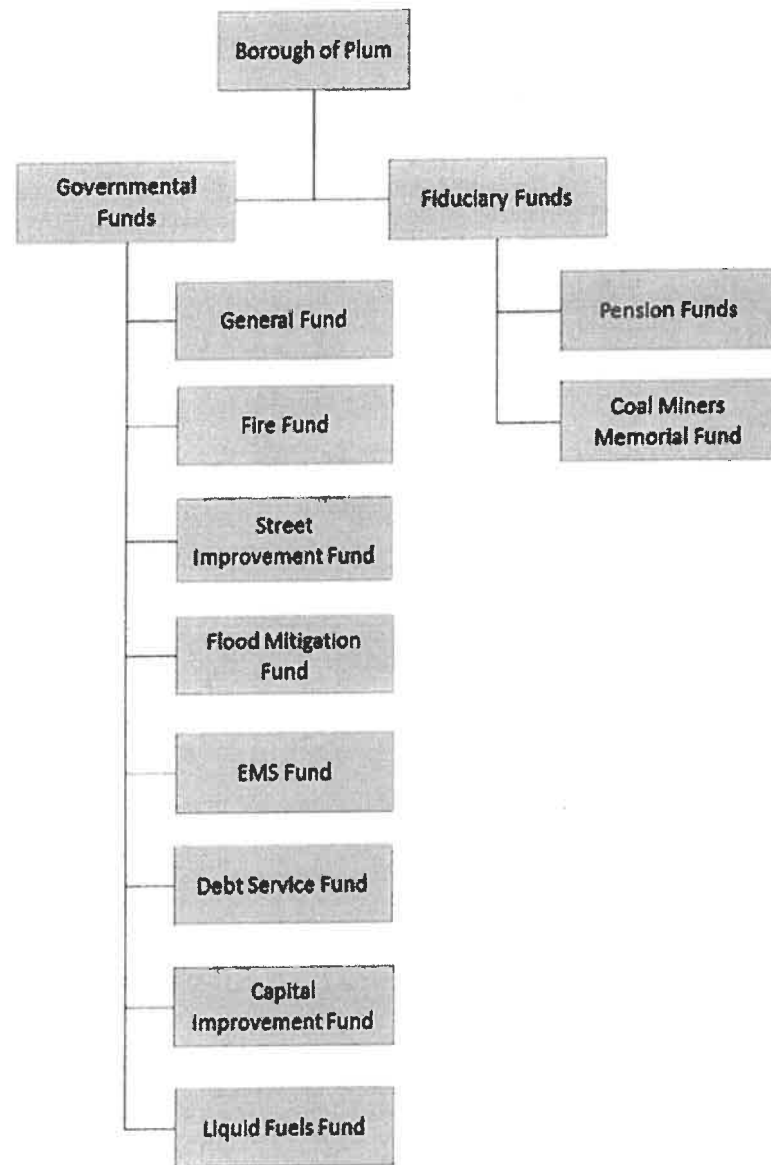 Borough of Plum
Governmental
Funds
Fiduciary Funds
General Fund
Fire Fund
Street
Improvement Fund
Flood Mitigation
Fund
EMS Fund
Debt Service Fund
Capital
Improvement Fund
Liquid Fuels Fund
Pension Funds
Coal Miners
Memorial Fund